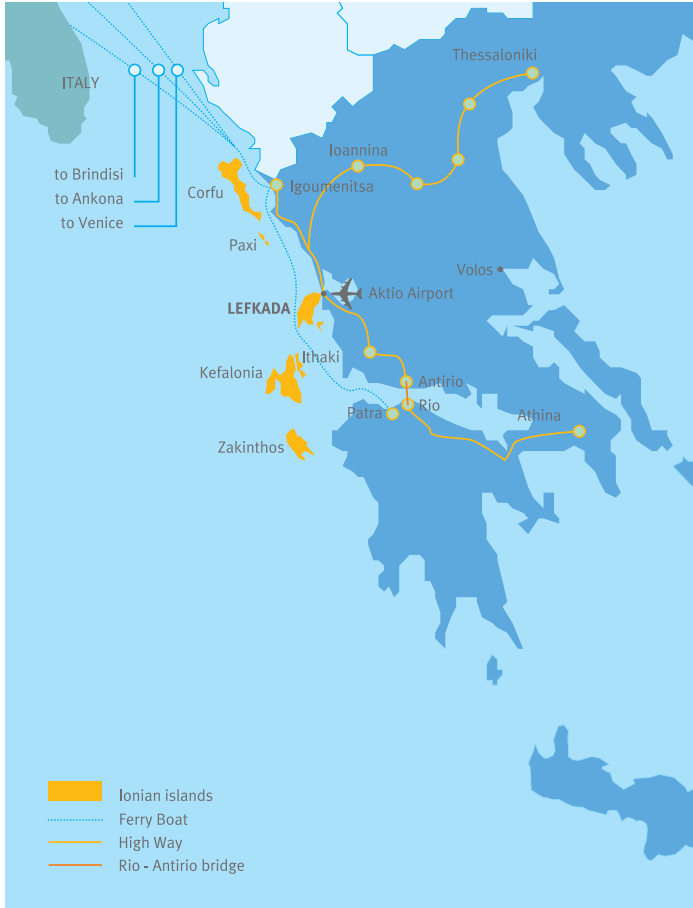 Thessaloniki
ITALY
Ioannina
to Brindisi
Igoumenitsa
Corfu
to Ankona
to Venice
Paxi
Volos
Aktio Airport
LEFKADA
Ithaki
Kefalonia
Antirio
Rio
Patra
Athina
Zakinthos
Ionian islands
Ferry Boat
High Way
Rio - Antirio bridge